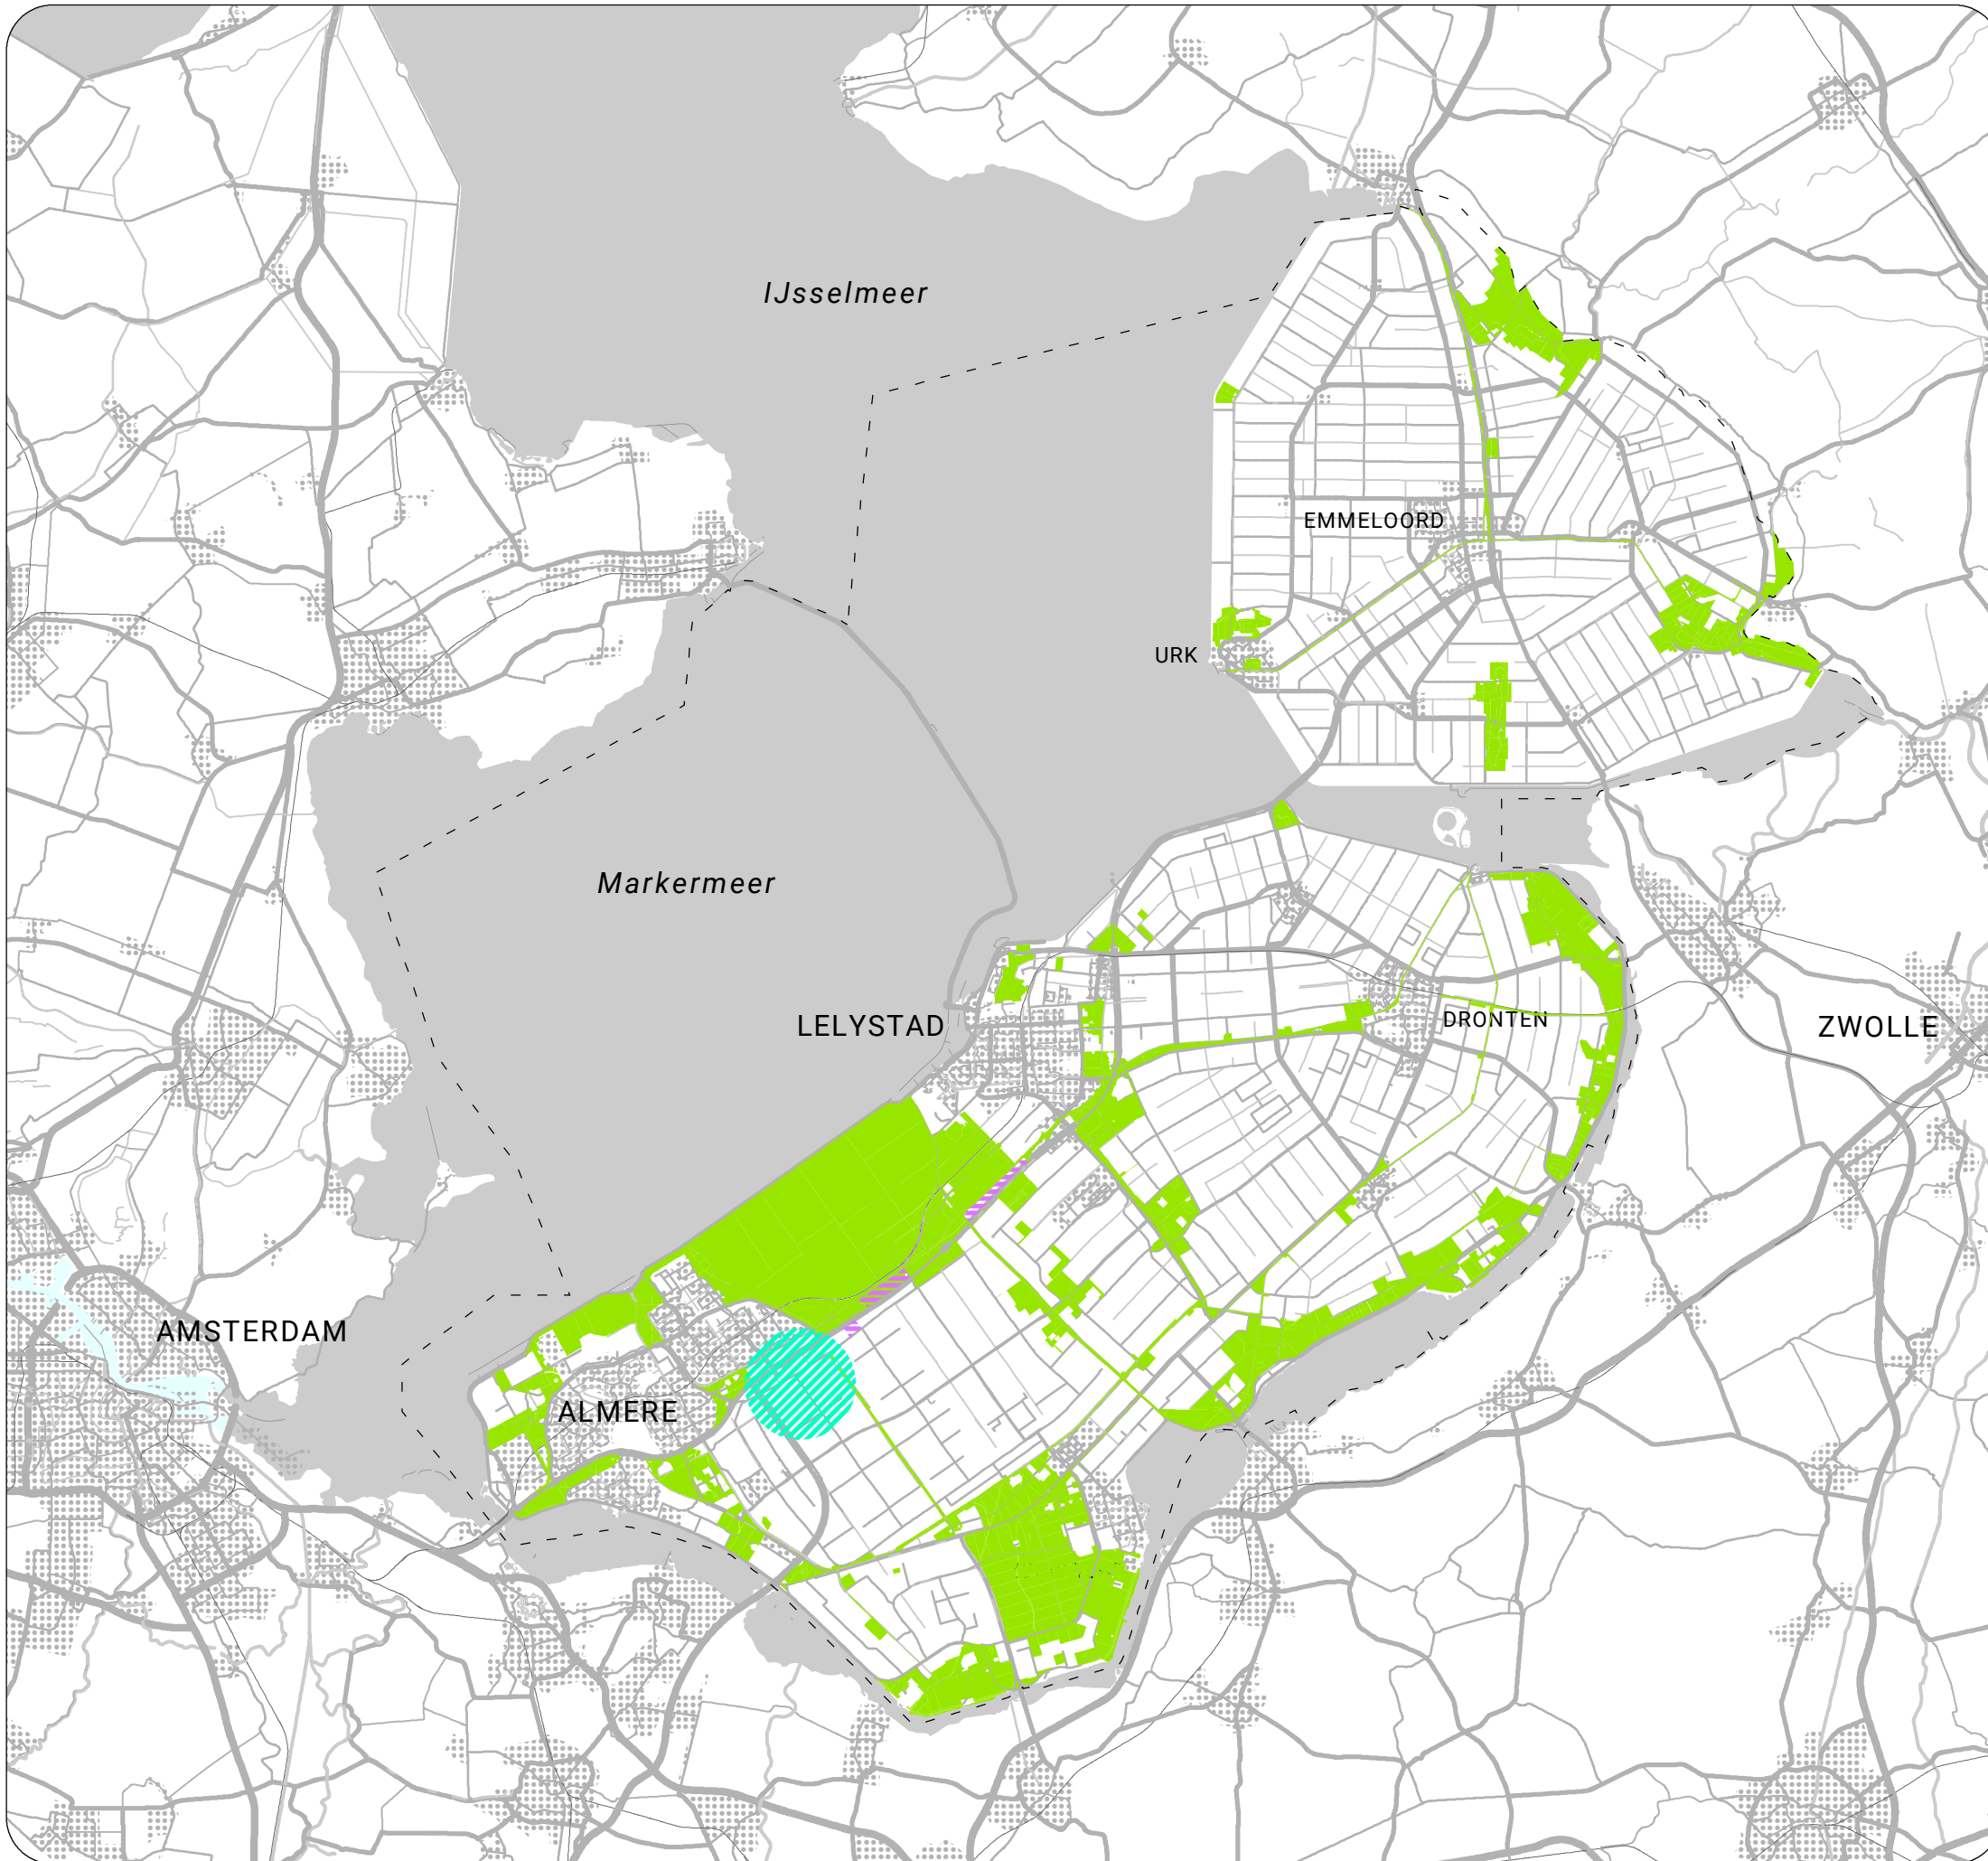 IJsselmeer
EMMELOORD
URK
Markermeer
LELYSTAD
DRONTEN
ZWOLLE
AMSTERDAM
ALMERE